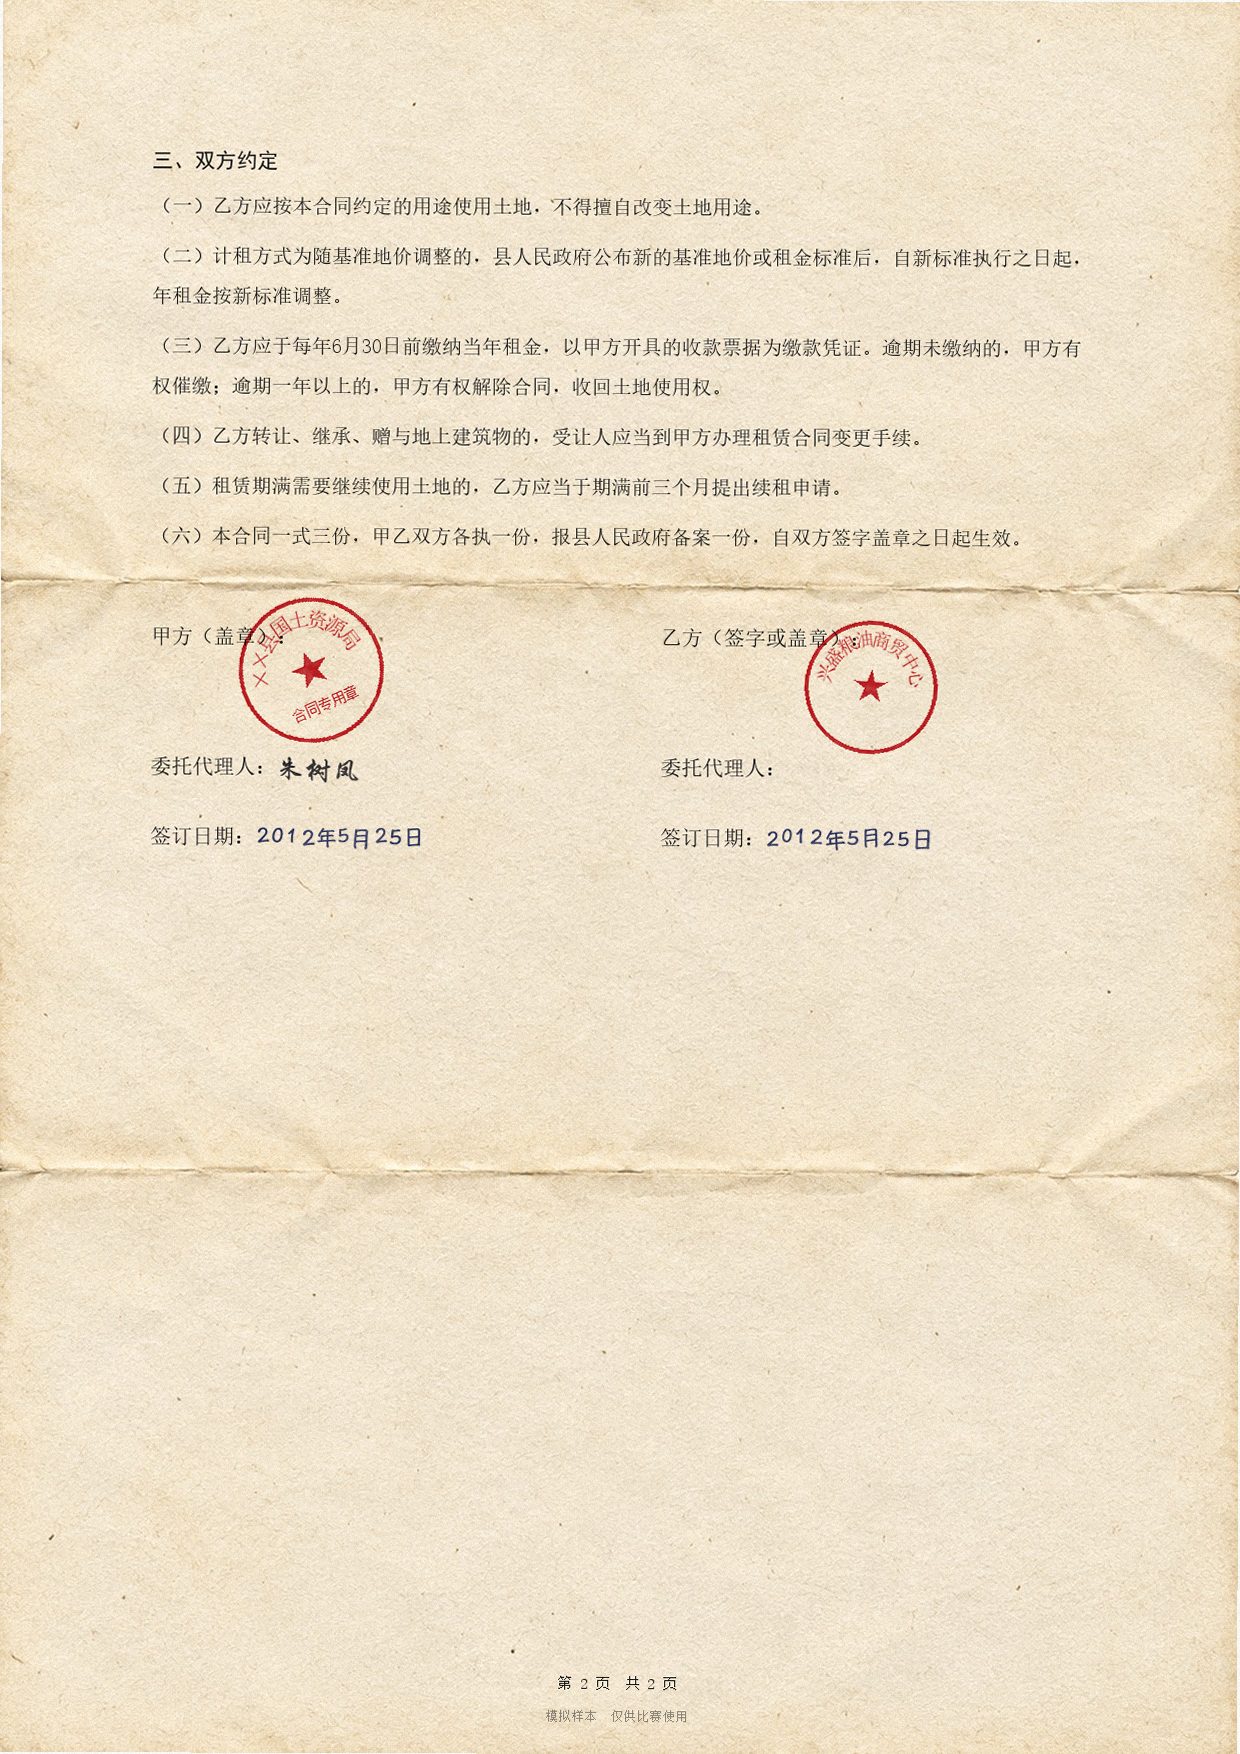 三、双方约定
（一）乙方应按本合同约定的用途使用土地，不得擅自改变土地用途。
（二）计租方式为随基准地价调整的，县人民政府公布新的基准地价或租金标准后，自新标准执行之日起，
年租金按新标准调整。
（三）乙方应于每年6月30日前缴纳当年租金，以甲方开具的收款票据为缴款凭证。逾期未缴纳的，甲方有
权催缴；逾期一年以上的，甲方有权解除合同，收回土地使用权。
（四）乙方转让、继承、赠与地上建筑物的，受让人应当到甲方办理租赁合同变更手续。
（五）租赁期满需要继续使用土地的，乙方应当于期满前三个月提出续租申请。
（六）本合同一式三份，甲乙双方各执一份，报县人民政府备案一份，自双方签字盖章之日起生效。
甲方（盖章）：
××县国土资源局
合同专用章
乙方（签字或盖章）：
兴盛粮油商贸中心
委托代理人：朱树凤
委托代理人：
签订日期：2012年5月25日
签订日期：2012年5月25日
第 2 页 共 2 页
模拟样本 仅供比赛使用